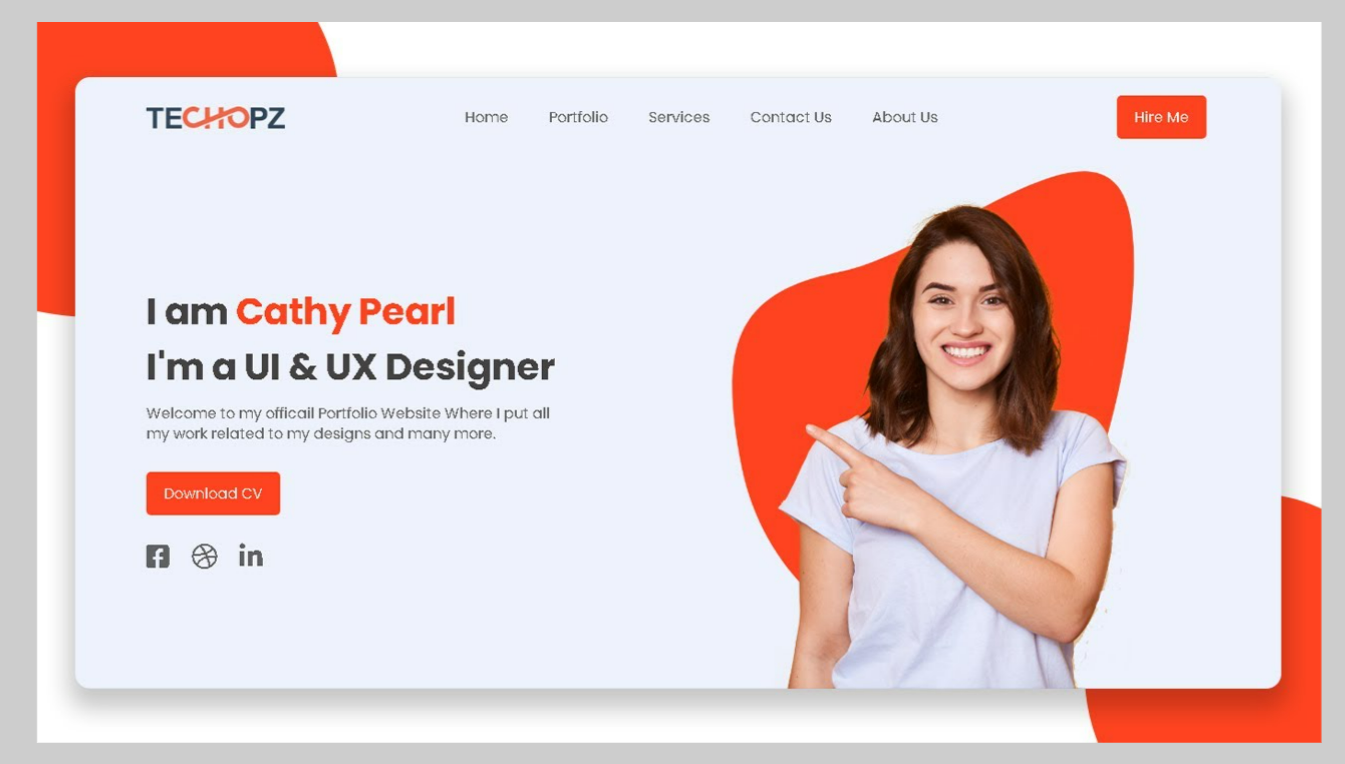 TECHOPZ
Home Portfolio Services Contact Us About Us
Hire Me
I am Cathy Pearl
I'm a UI & UX Designer
Welcome to my officail Portfolio Website Where I put all
my work related to my designs and many more.
Download CV
f in